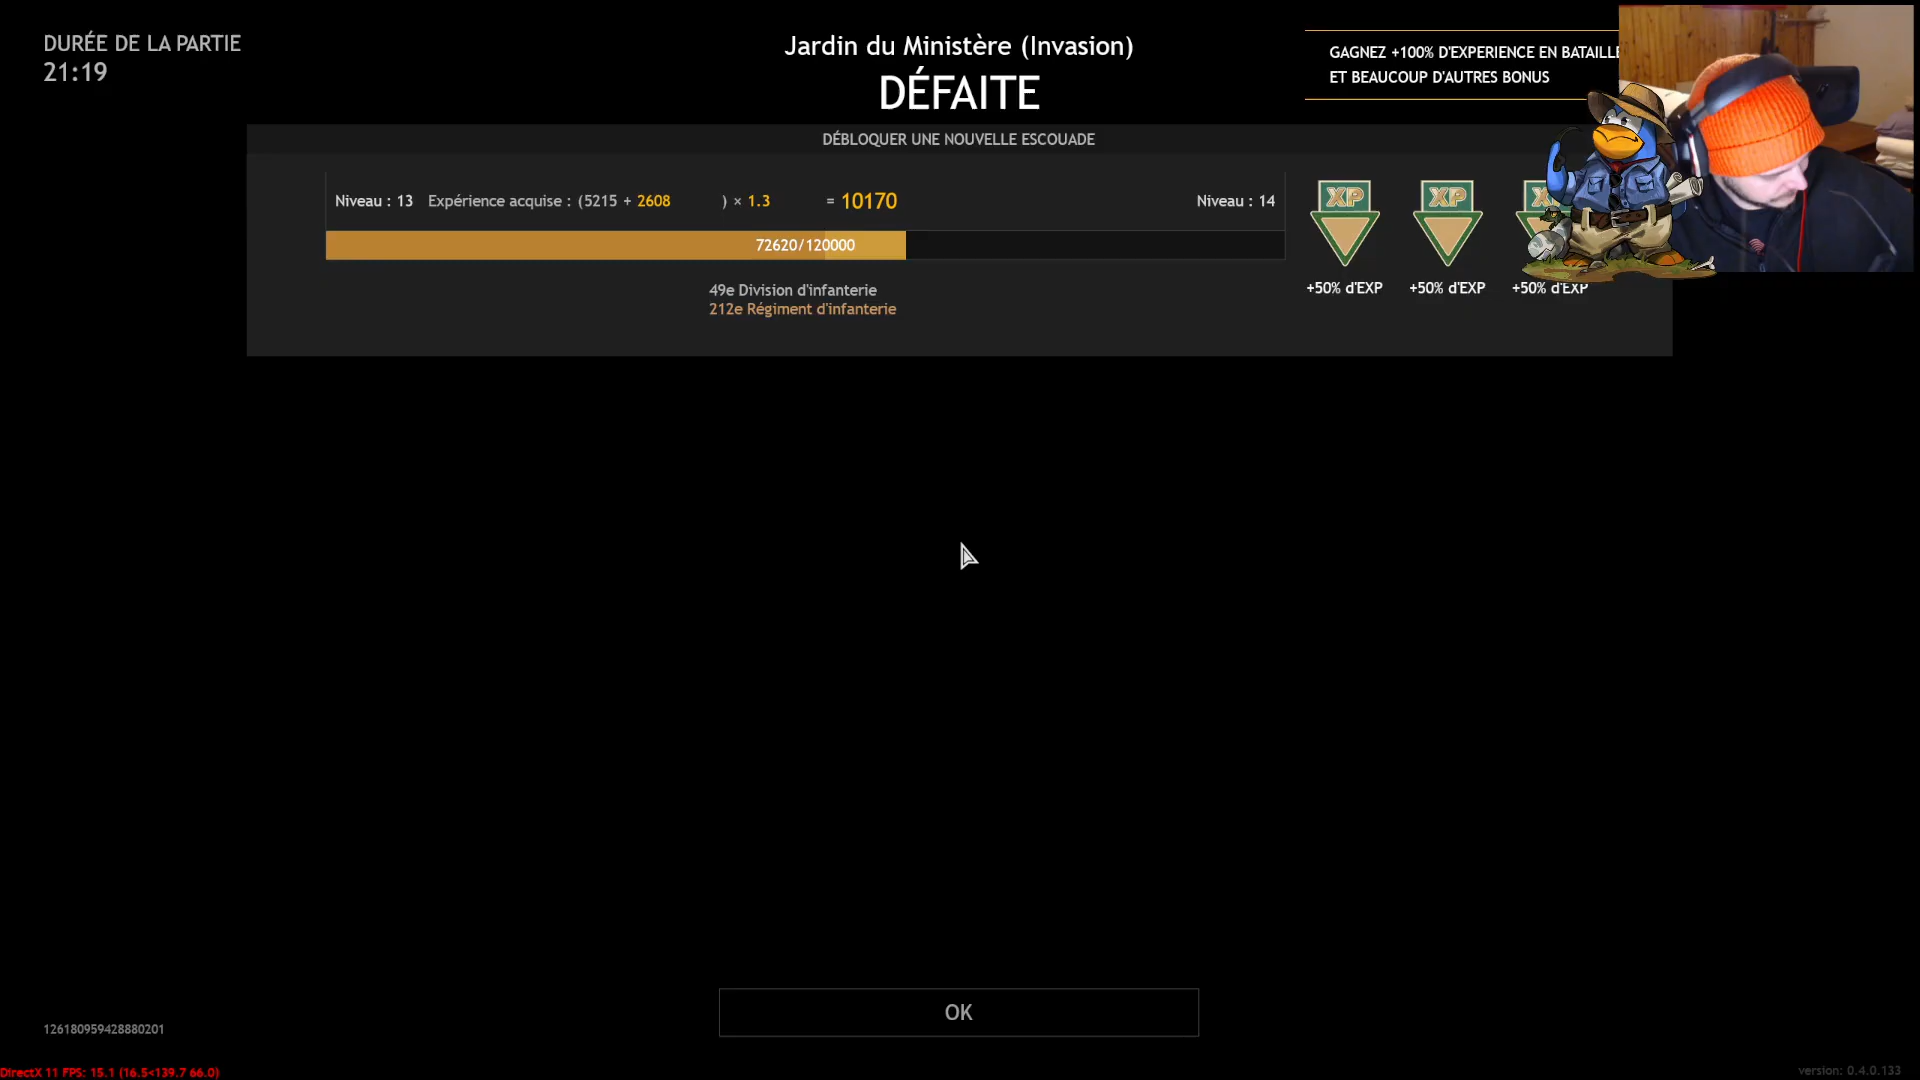 DURÉE DE LA PARTIE
21:19
Jardin du Ministère (Invasion)
DÉFAITE
GAGNEZ +100% D'EXPERIENCE EN BATAILLE
ET BEAUCOUP D'AUTRES BONUS
DÉBLOQUER UNE NOUVELLE ESCOUADE
Niveau : 13 Expérience acquise : (5215 + 2608 ) × 1.3 = 10170 Niveau : 14
72620/120000
XP XP
+50% d'EXP +50% d'EXP +50% d'EXP
49e Division d'infanterie
212e Régiment d'infanterie
OK
126180959428880201
DirectX 11 FPS: 15.1 (16.5<139.7 66.0)
version: 0.4.0.133